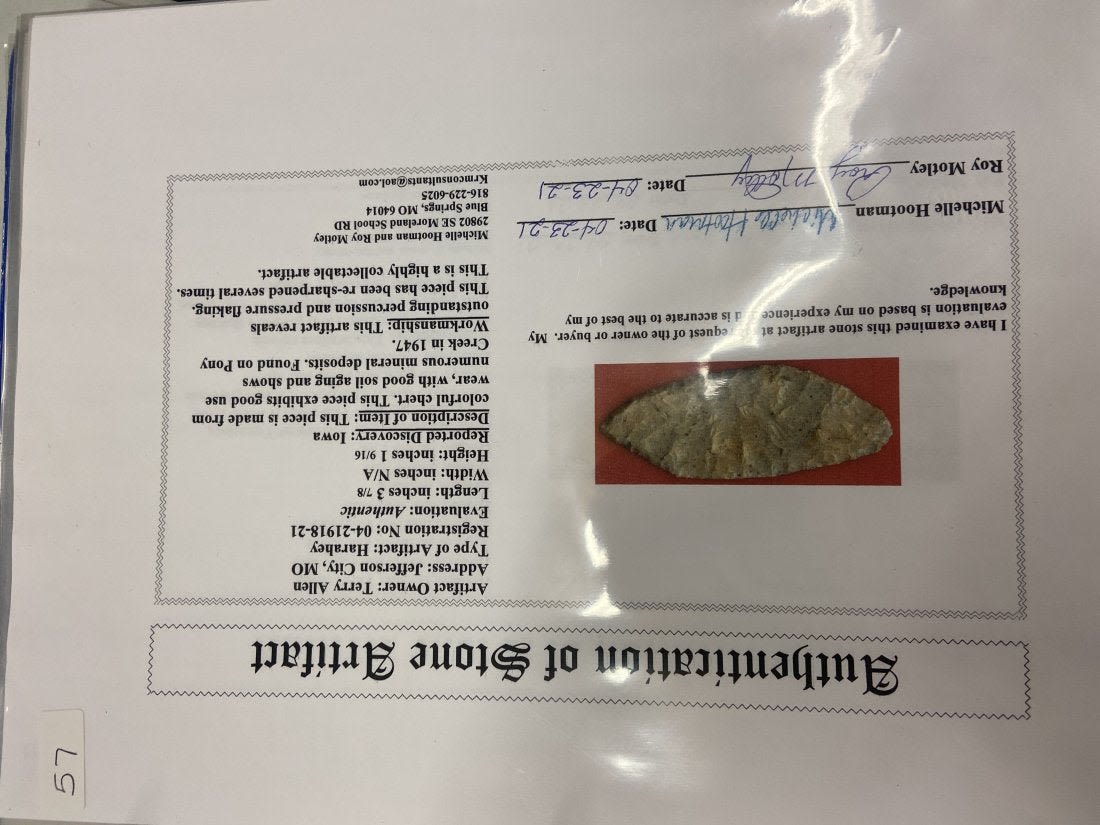 Authentication of Stone Artifact
Artifact Owner: Terry Allen
Address: Jefferson City, MO
Type of Artifact: Harahey
Registration No: 04-21918-21
Evaluation: Authentic
Length: inches 3 7/8
Width: inches N/A
Height: inches 1 9/16
Reported Discovery: Iowa
Description of Item: This piece is made from
colorful chert. This piece exhibits good use
wear, with good soil aging and shows
numerous mineral deposits. Found on Pony
Creek in 1947.
Workmanship: This artifact reveals
outstanding percussion and pressure flaking.
This piece has been re-sharpened several times.
This is a highly collectable artifact.
Michelle Hootman and Roy Motley
29802 SE Moreland School RD
Blue Springs, MO 64014
816-229-6025
Krmconsultants@aol.com
I have examined this stone artifact at request of the owner or buyer. My
evaluation is based on my experience is accurate to the best of my
knowledge.
Michelle Hootman Michelle Hootman Date: 04-23-21
Roy Motley Roy Motley Date: 04-23-21
57